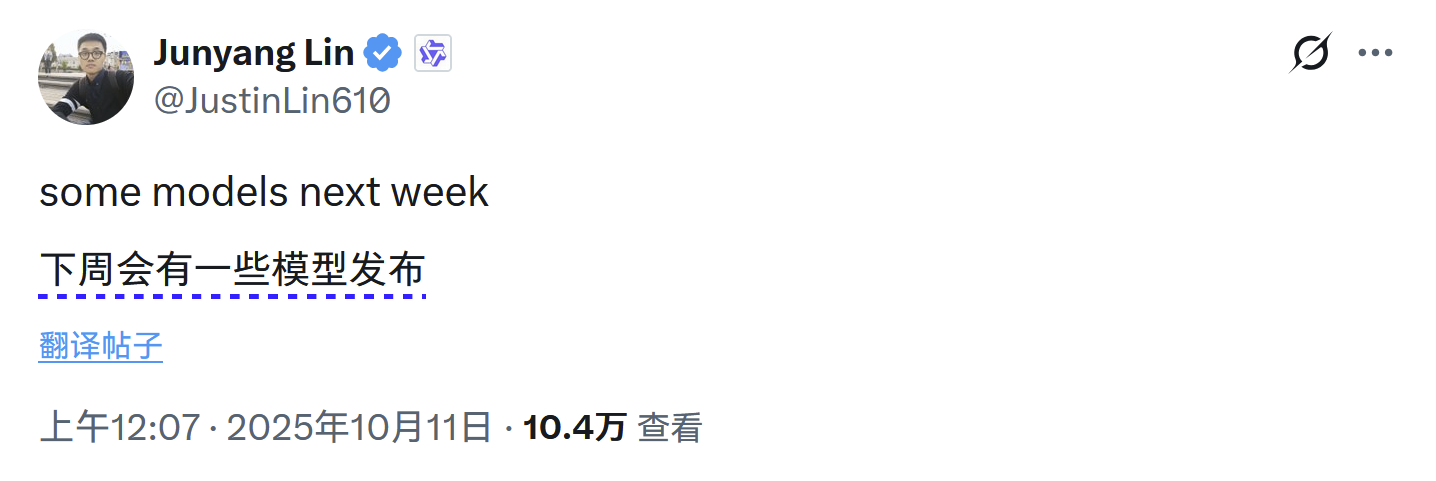 Junyang Lin
@JustinLin610
some models next week
下周会有一些模型发布
翻译帖子
上午12:07 · 2025年10月11日 · 10.4万 查看